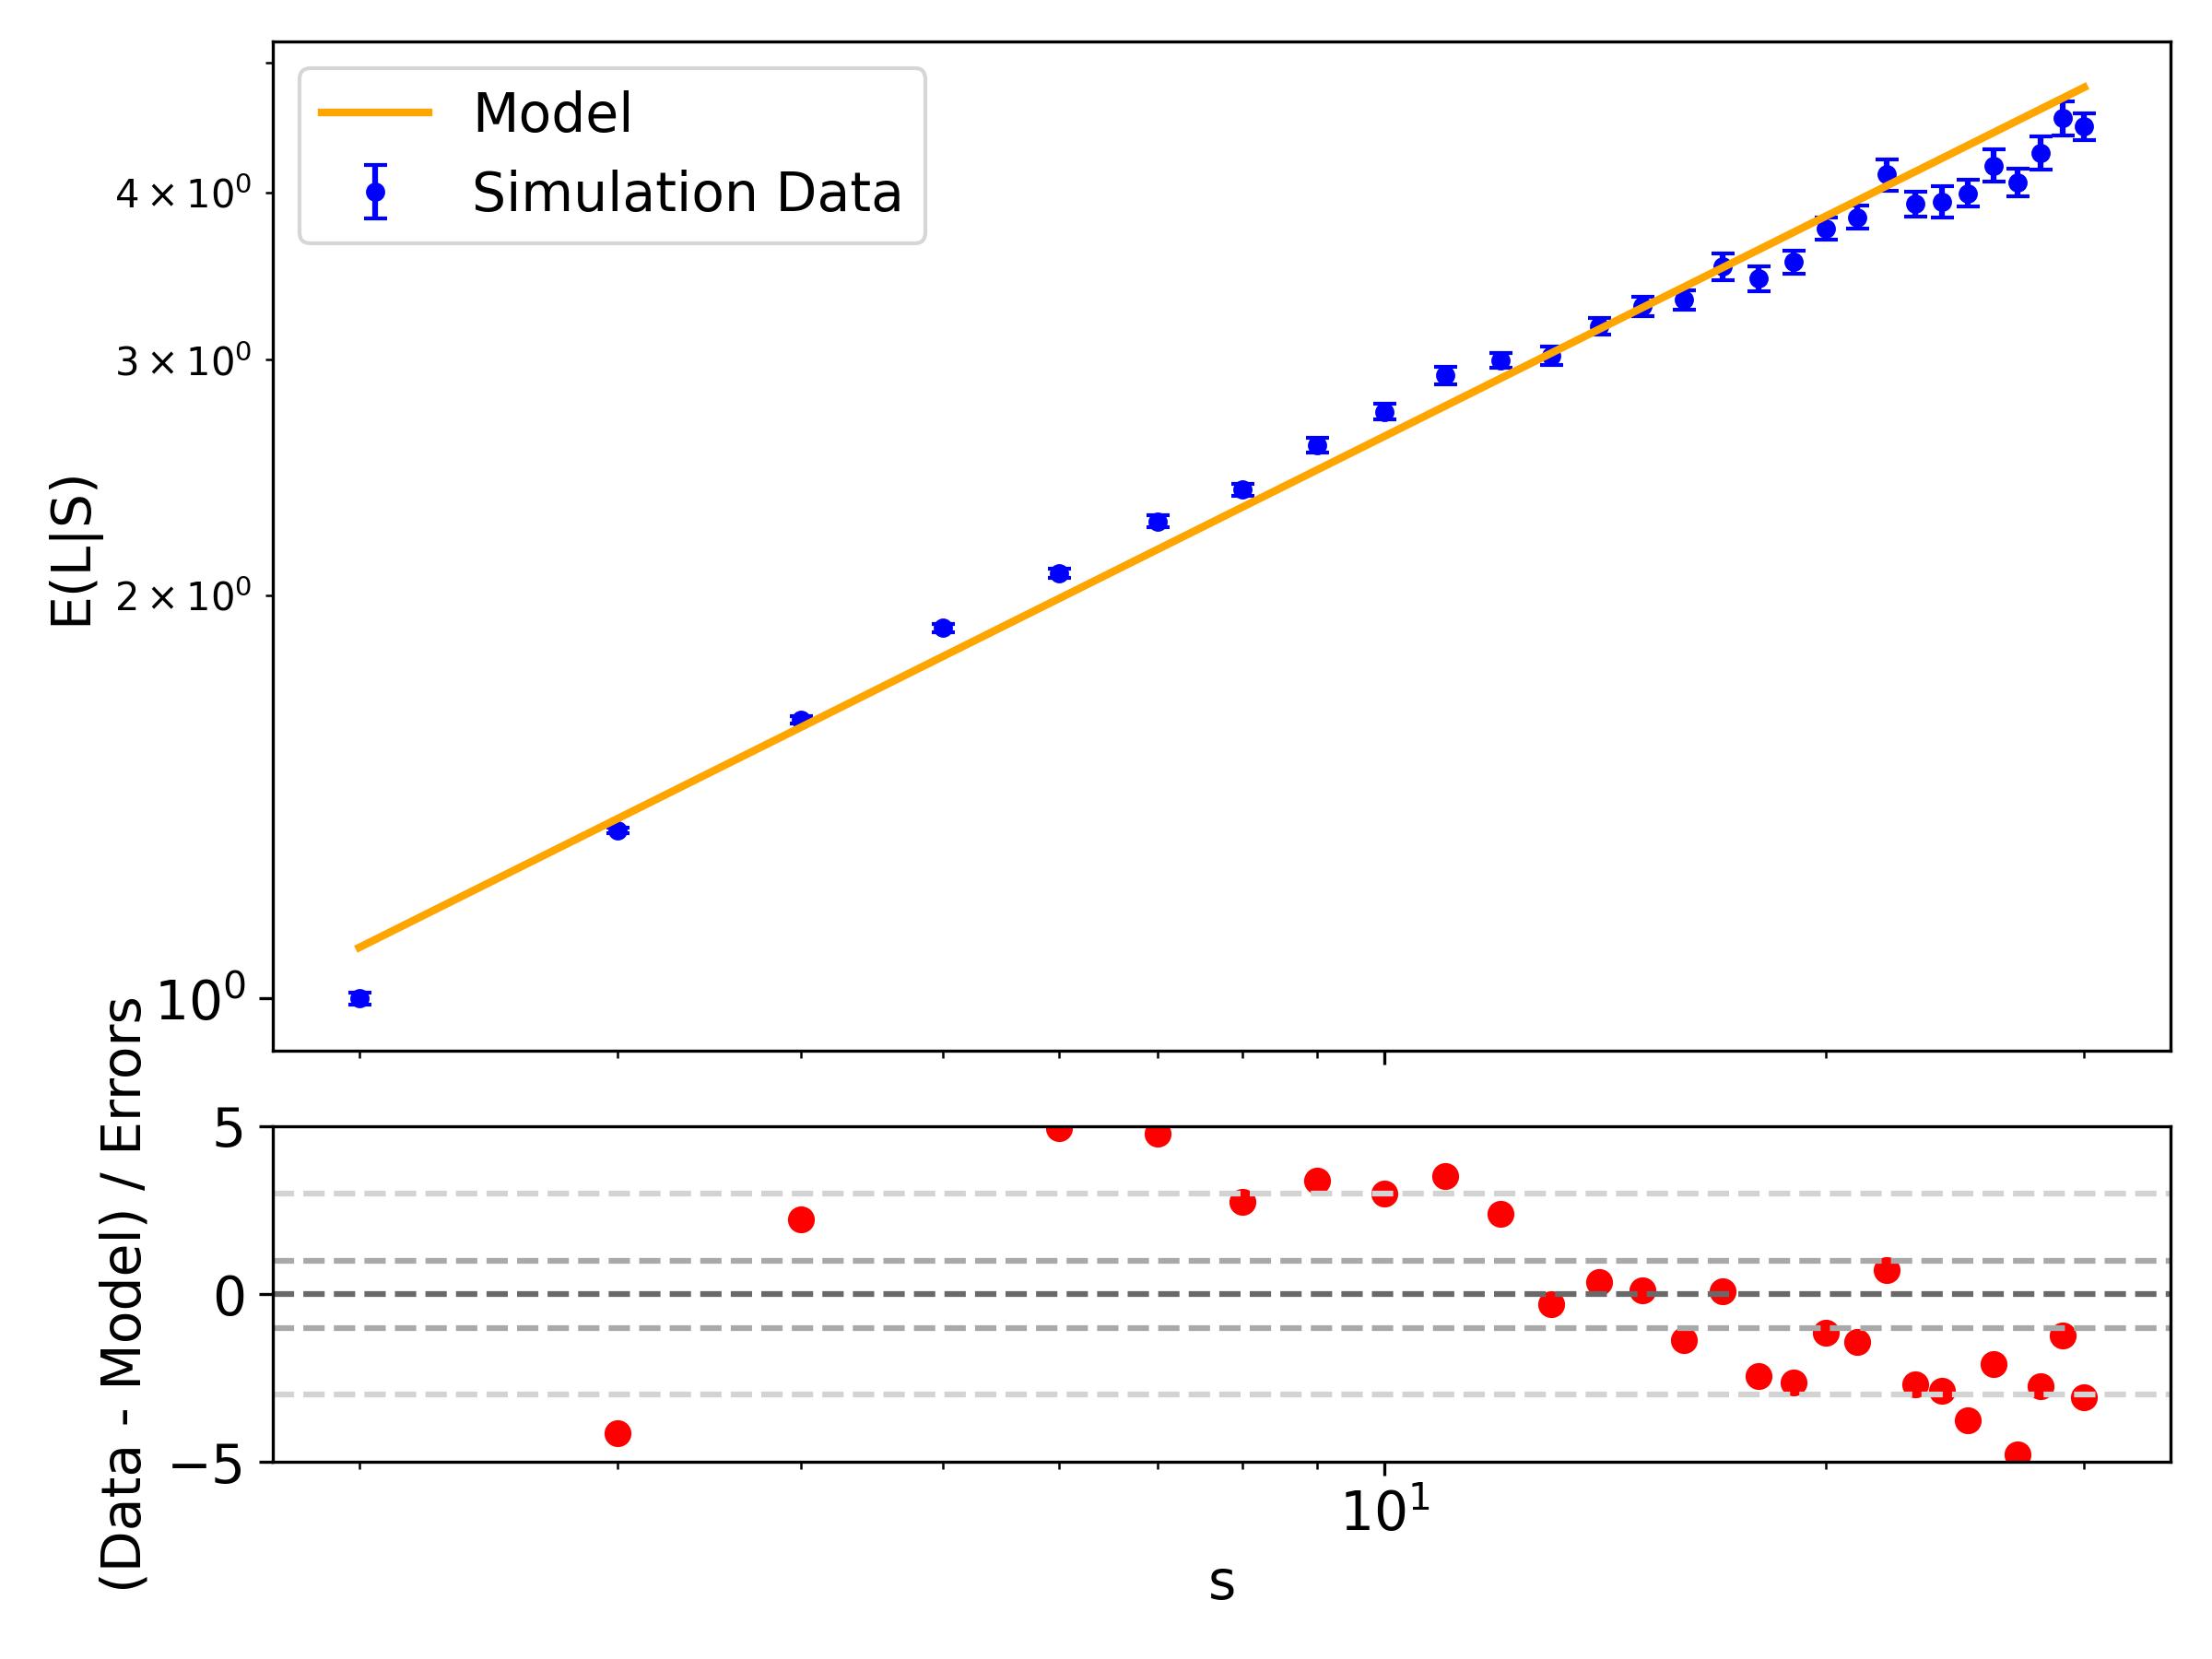 Model
Simulation Data
E(L|S)
4 × 10⁰
3 × 10⁰
2 × 10⁰
10⁰
(Data - Model) / Errors
5
0
−5
10¹
s